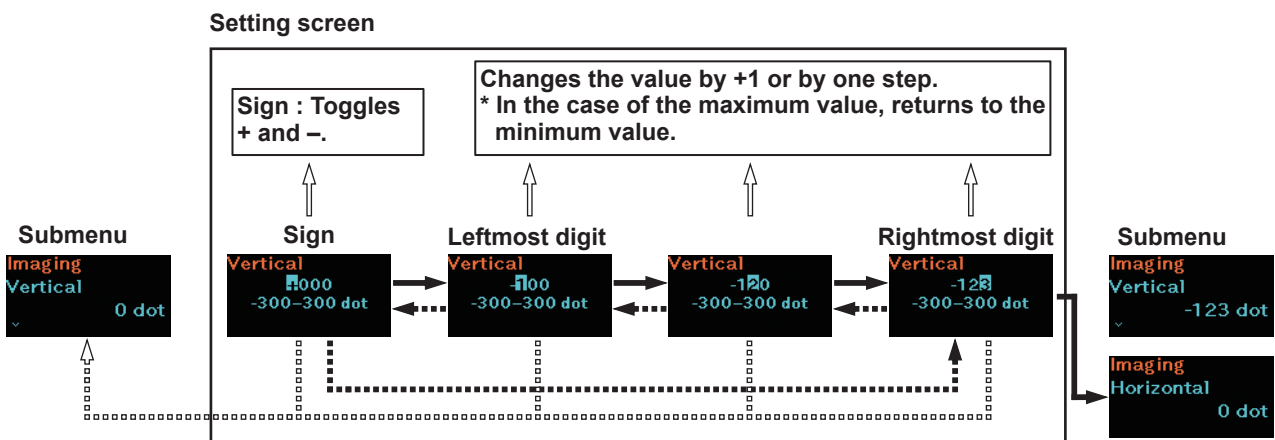 Setting screen
Sign : Toggles
+ and –.
Changes the value by +1 or by one step.
* In the case of the maximum value, returns to the
minimum value.
Submenu
Imaging
Vertical
0 dot
Sign
Vertical
+000
-300–300 dot
Leftmost digit
Vertical
-100
-300–300 dot
Vertical
-120
-300–300 dot
Rightmost digit
Vertical
-123
-300–300 dot
Submenu
Imaging
Vertical
-123 dot
Imaging
Horizontal
0 dot